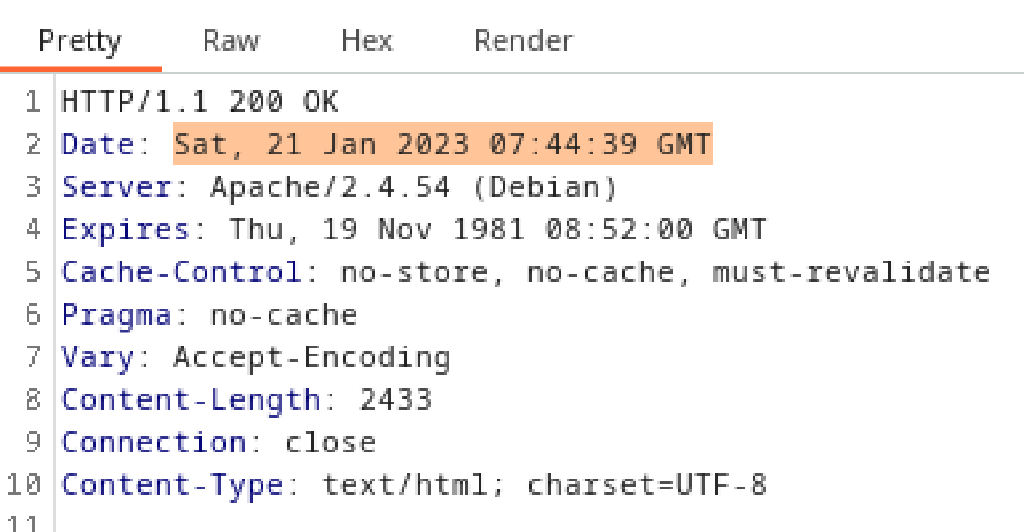 Pretty Raw Hex Render
1 HTTP/1.1 200 OK
2 Date: Sat, 21 Jan 2023 07:44:39 GMT
3 Server: Apache/2.4.54 (Debian)
4 Expires: Thu, 19 Nov 1981 08:52:00 GMT
5 Cache-Control: no-store, no-cache, must-revalidate
6 Pragma: no-cache
7 Vary: Accept-Encoding
8 Content-Length: 2433
9 Connection: close
10 Content-Type: text/html; charset=UTF-8
11